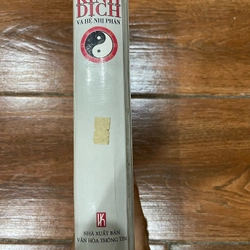 DỊCH
VÀ HỆ NHỊ PHÂN
NHÀ XUẤT BẢN
VĂN HÓA THÔNG TIN